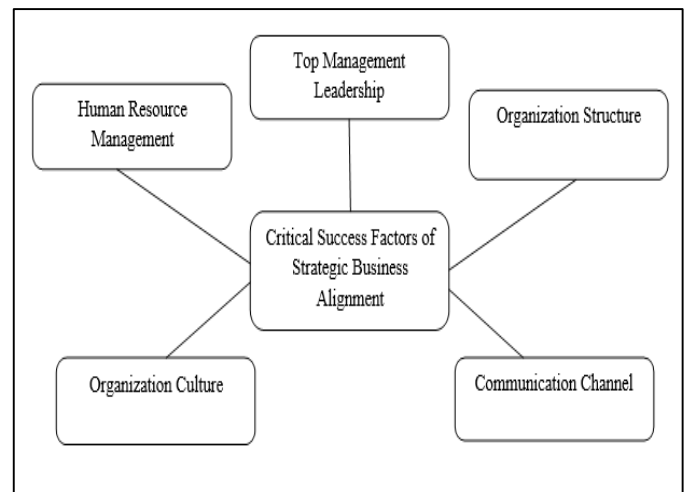 Top Management
Leadership
Human Resource
Management
Organization Structure
Critical Success Factors of
Strategic Business
Alignment
Organization Culture
Communication Channel